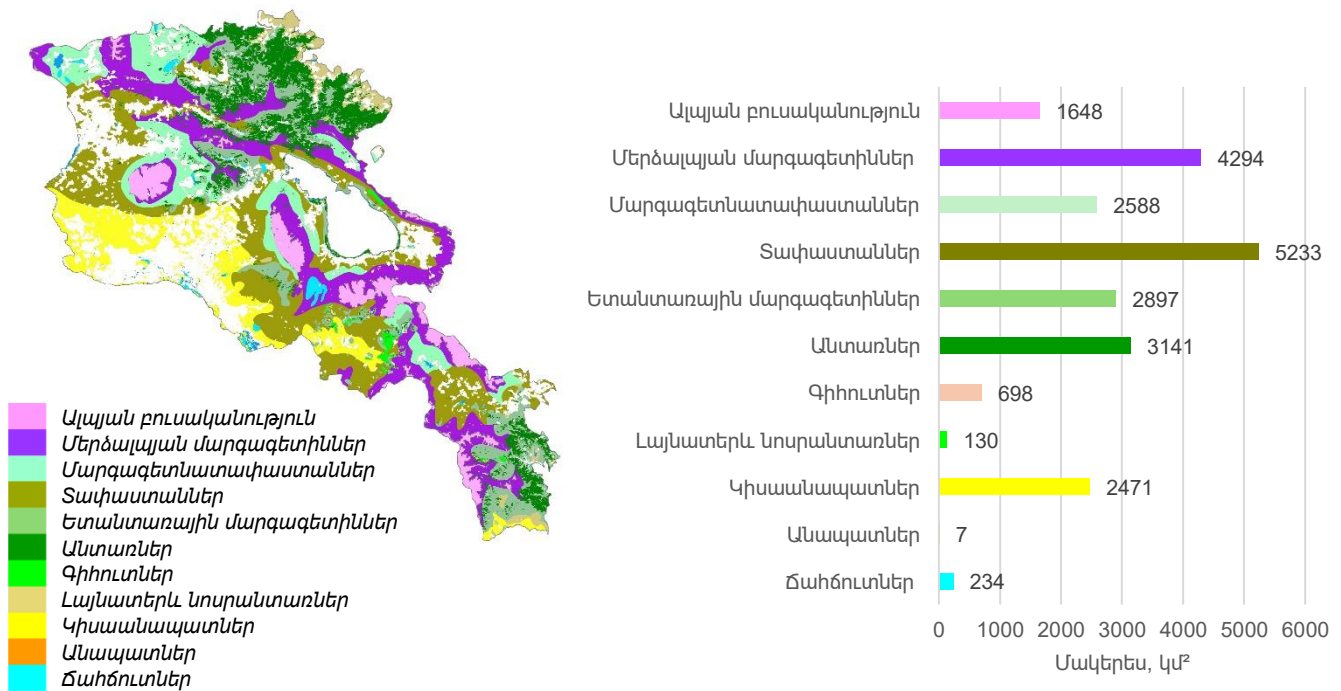 Ալպյան բուսականություն
Մերձալպյան մարգագետիններ
Մարգագետնատափաստաններ
Տափաստաններ
Ետանտառային մարգագետիններ
Անտառներ
Գիհուտներ
Լայնատերև նոսրանտառներ
Կիսաանապատներ
Անապատներ
Ճահճուտներ
Ալպյան բուսականություն 1648
Մերձալպյան մարգագետիններ 4294
Մարգագետնատափաստաններ 2588
Տափաստաններ 5233
Ետանտառային մարգագետիններ 2897
Անտառներ 3141
Գիհուտներ 698
Լայնատերև նոսրանտառներ 130
Կիսաանապատներ 2471
Անապատներ 7
Ճահճուտներ 234
0 1000 2000 3000 4000 5000 6000
Մակերես, կմ²